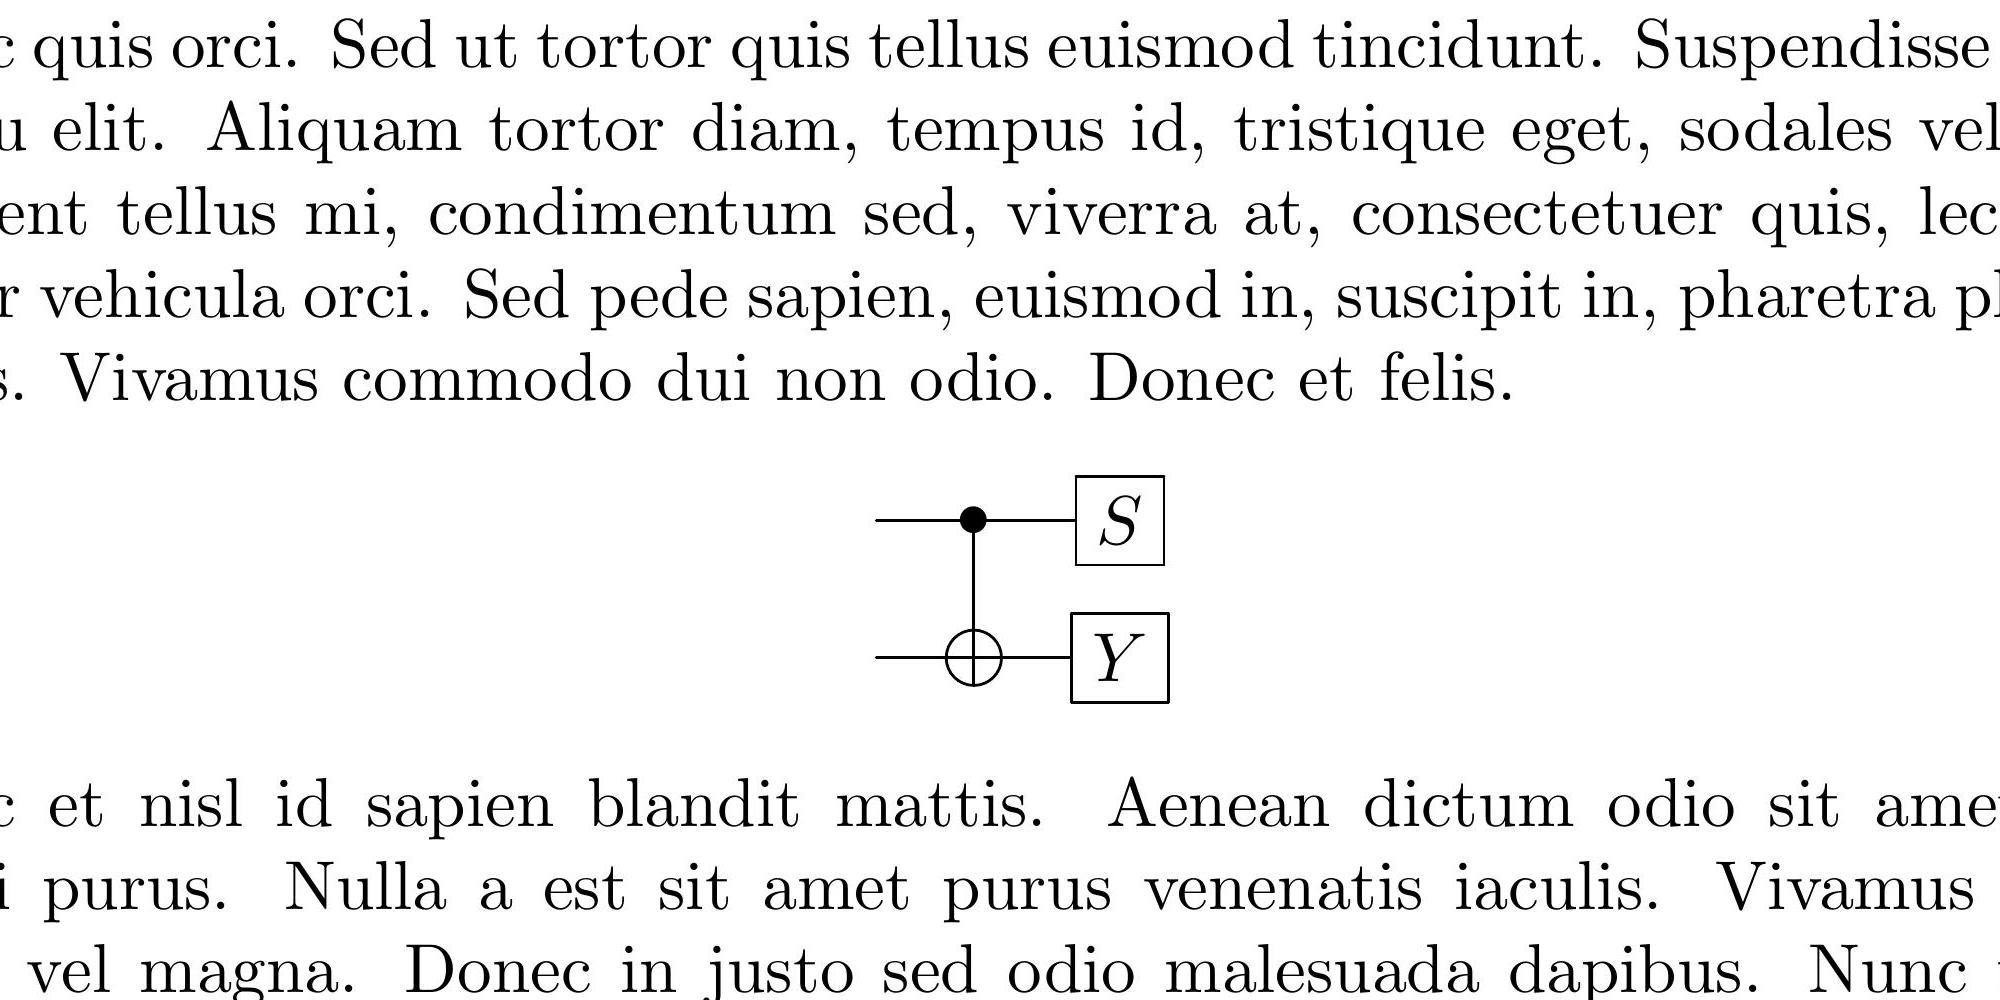 quis orci. Sed ut tortor quis tellus euismod tincidunt. Suspendisse
elit. Aliquam tortor diam, tempus id, tristique eget, sodales vel
ent tellus mi, condimentum sed, viverra at, consectetuer quis, lec
r vehicula orci. Sed pede sapien, euismod in, suscipit in, pharetra
s. Vivamus commodo dui non odio. Donec et felis.
S
Y
et nisl id sapien blandit mattis. Aenean dictum odio sit ame
i purus. Nulla a est sit amet purus venenatis iaculis. Vivamus
vel magna. Donec in justo sed odio malesuada dapibus. Nunc